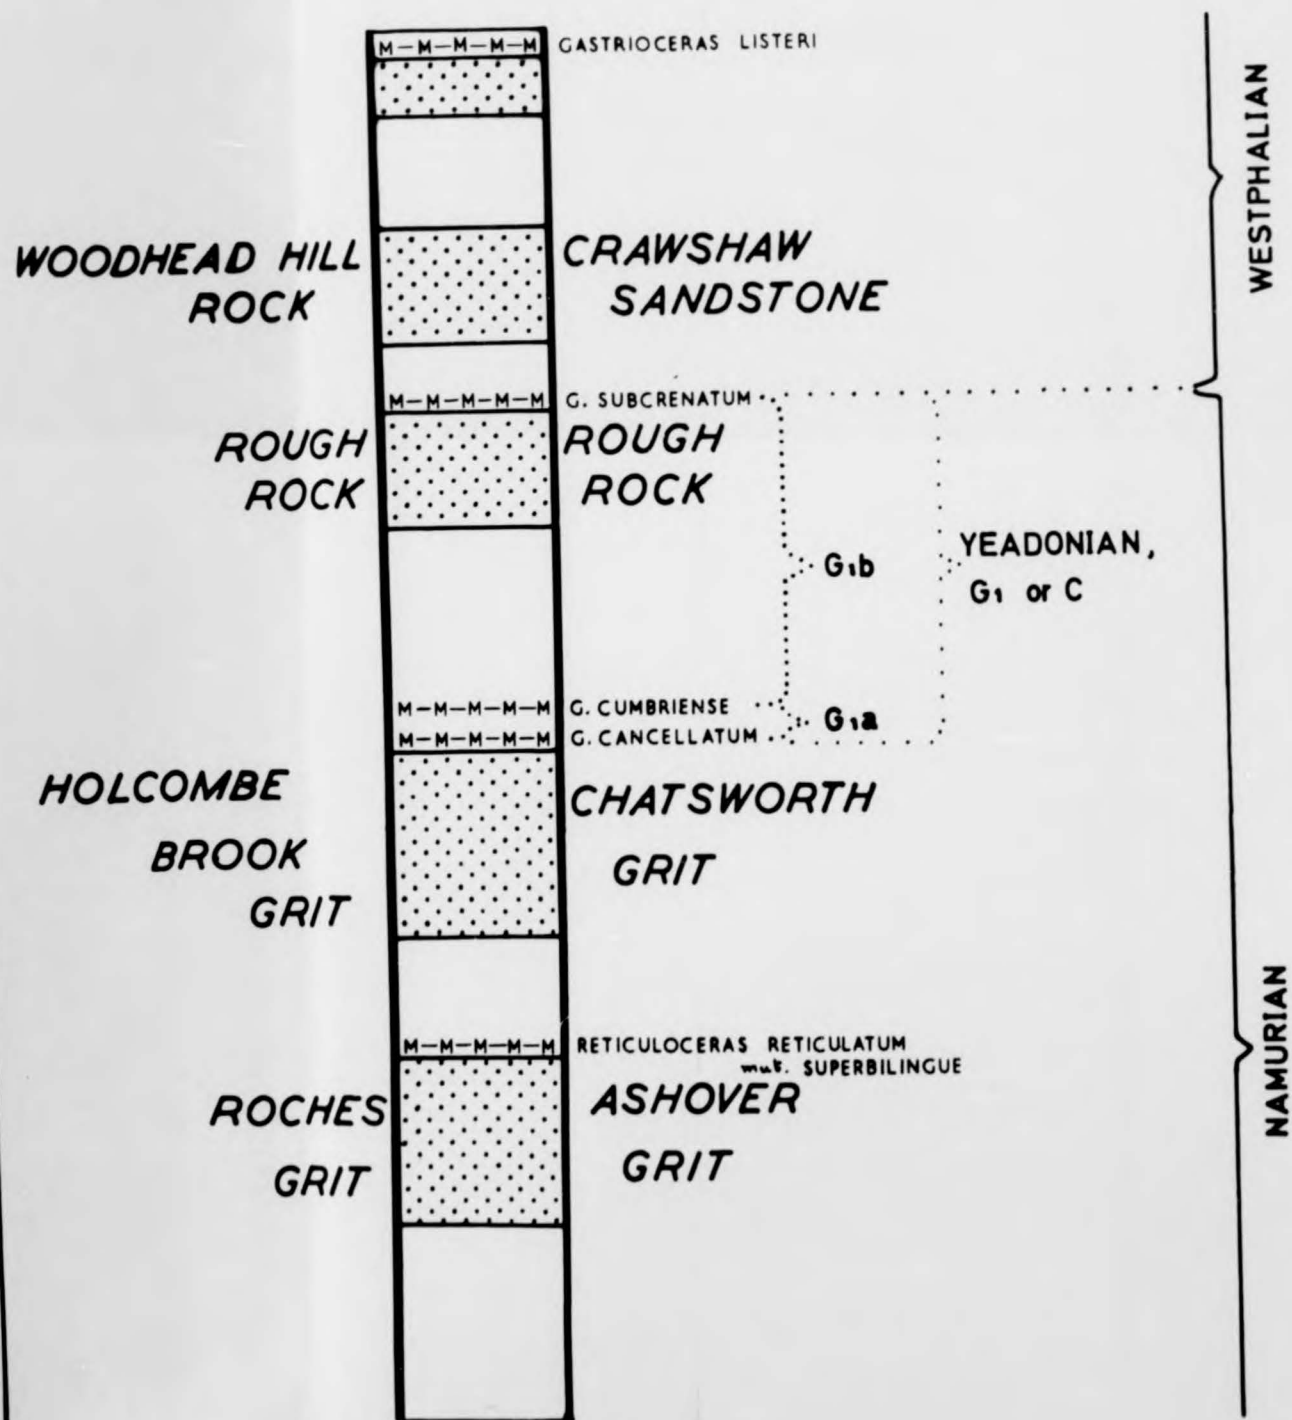 M-M-M-M-M GASTRIOCERAS LISTERI
WESTPHALIAN
WOODHEAD HILL
ROCK
CRAWSHAW
SANDSTONE
M-M-M-M-M G. SUBCRENATUM
ROUGH
ROCK
ROUGH
ROCK
G1b
YEADONIAN,
G1 or C
M-M-M-M-M G. CUMBRIENSE
G1a
M-M-M-M-M G. CANCELLATUM
HOLCOMBE
BROOK
GRIT
CHATSWORTH
GRIT
NAMURIAN
M-M-M-M-M RETICULOCERAS RETICULATUM
mut. SUPERBILINGUE
ROCHES
GRIT
ASHOVER
GRIT